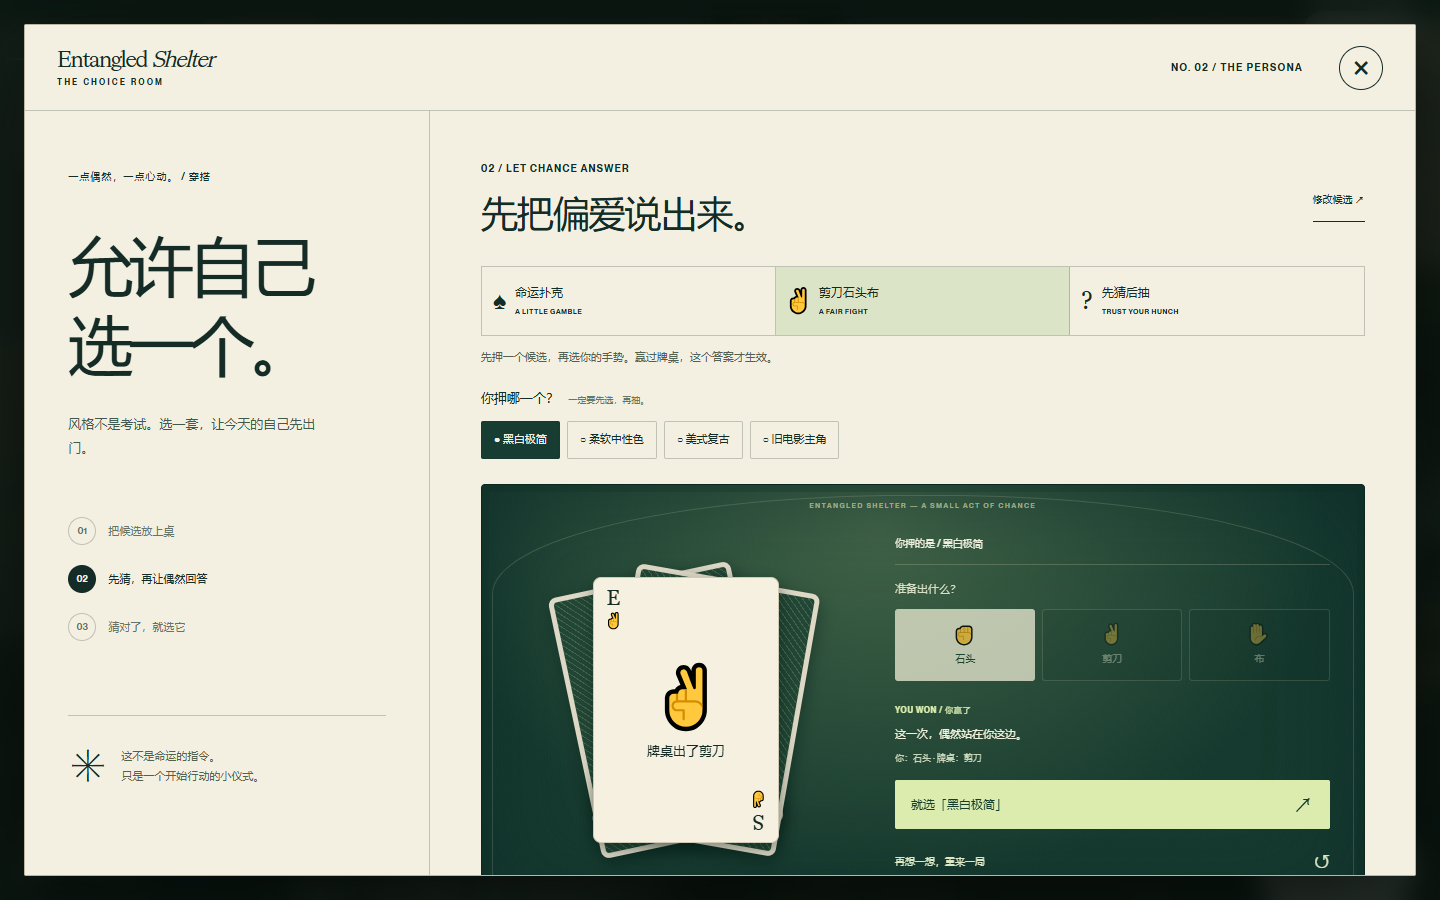 Entangled Shelter
THE CHOICE ROOM
NO. 02 / THE PERSONA
×
一点偶然，一点心动。 / 穿搭
允许自己
选一个。
风格不是考试。选一套，让今天的自己先出
门。
01 把候选放上桌
02 先猜，再让偶然回答
03 猜对了，就选它
这不是命运的指令。
只是一个开始行动的小仪式。
02 / LET CHANCE ANSWER
先把偏爱说出来。
修改候选 ↗
♠ 命运扑克
A LITTLE GAMBLE
✌ 剪刀石头布
A FAIR FIGHT
? 先猜后抽
TRUST YOUR HUNCH
先押一个候选，再选你的手势。赢过牌桌，这个答案才生效。
你押哪一个？ 一定要先选，再抽。
● 黑白极简
○ 柔软中性色
○ 美式复古
○ 旧电影主角
ENTANGLED SHELTER — A SMALL ACT OF CHANCE
E
牌桌出了剪刀
S
你押的是 / 黑白极简
准备出什么？
石头
剪刀
布
YOU WON / 你赢了
这一次，偶然站在你这边。
你：石头 · 牌桌：剪刀
就选「黑白极简」 ↗
再想一想，重来一局 ↺